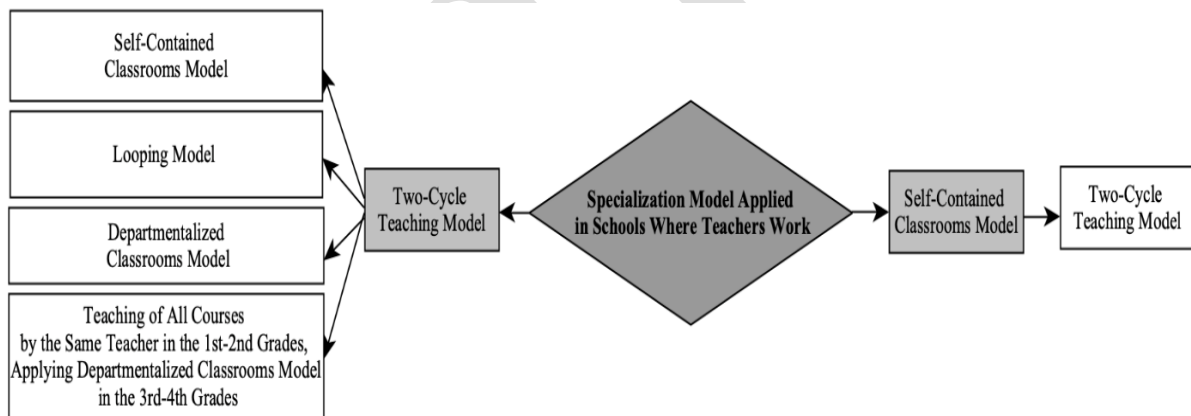 Self-Contained
Classrooms Model
Looping Model
Departmentalized
Classrooms Model
Teaching of All Courses
by the Same Teacher in the 1st-2nd Grades,
Applying Departmentalized Classrooms Model
in the 3rd-4th Grades
Two-Cycle
Teaching Model
Specialization Model Applied
in Schools Where Teachers Work
Self-Contained
Classrooms Model
Two-Cycle
Teaching Model